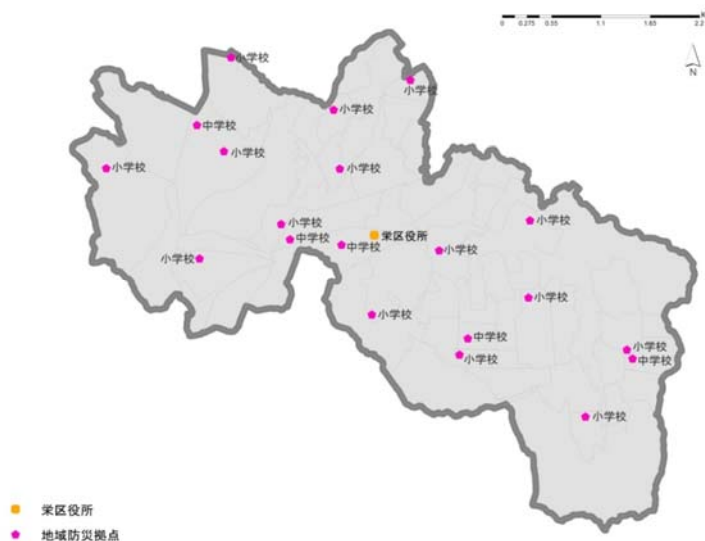 0 0.275 0.55 1.1 1.65 2.2
N
小学校
小学校
小学校
中学校
小学校
小学校
小学校
小学校
小学校
中学校
栄区役所
中学校
小学校
小学校
小学校
小学校
中学校
小学校
小学校
中学校
小学校
栄区役所
地域防災拠点